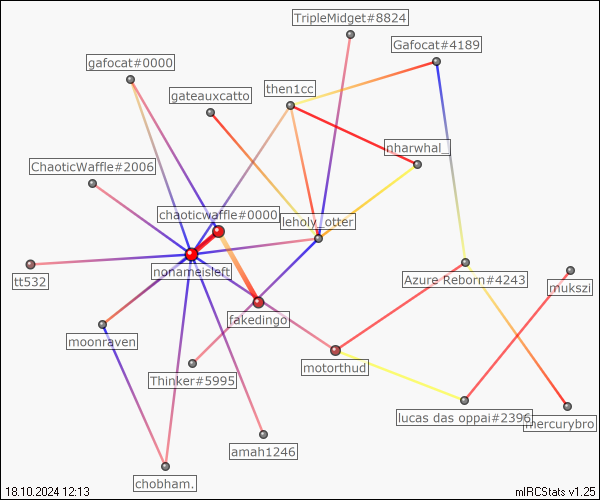 TripleMidget#8824
Gafocat#4189
gafocat#0000
then1cc
gateauxcatto
nharwhal_
ChaoticWaffle#2006
chaoticwaffle#0000
leholy_otter
nonameisleft
tt532
Azure Reborn#4243
mukszi
fakedingo
moonraven
motorthud
Thinker#5995
lucas das oppai#2396
mercurybro
amah1246
chobham.
18.10.2024 12:13
mIRCStats v1.25